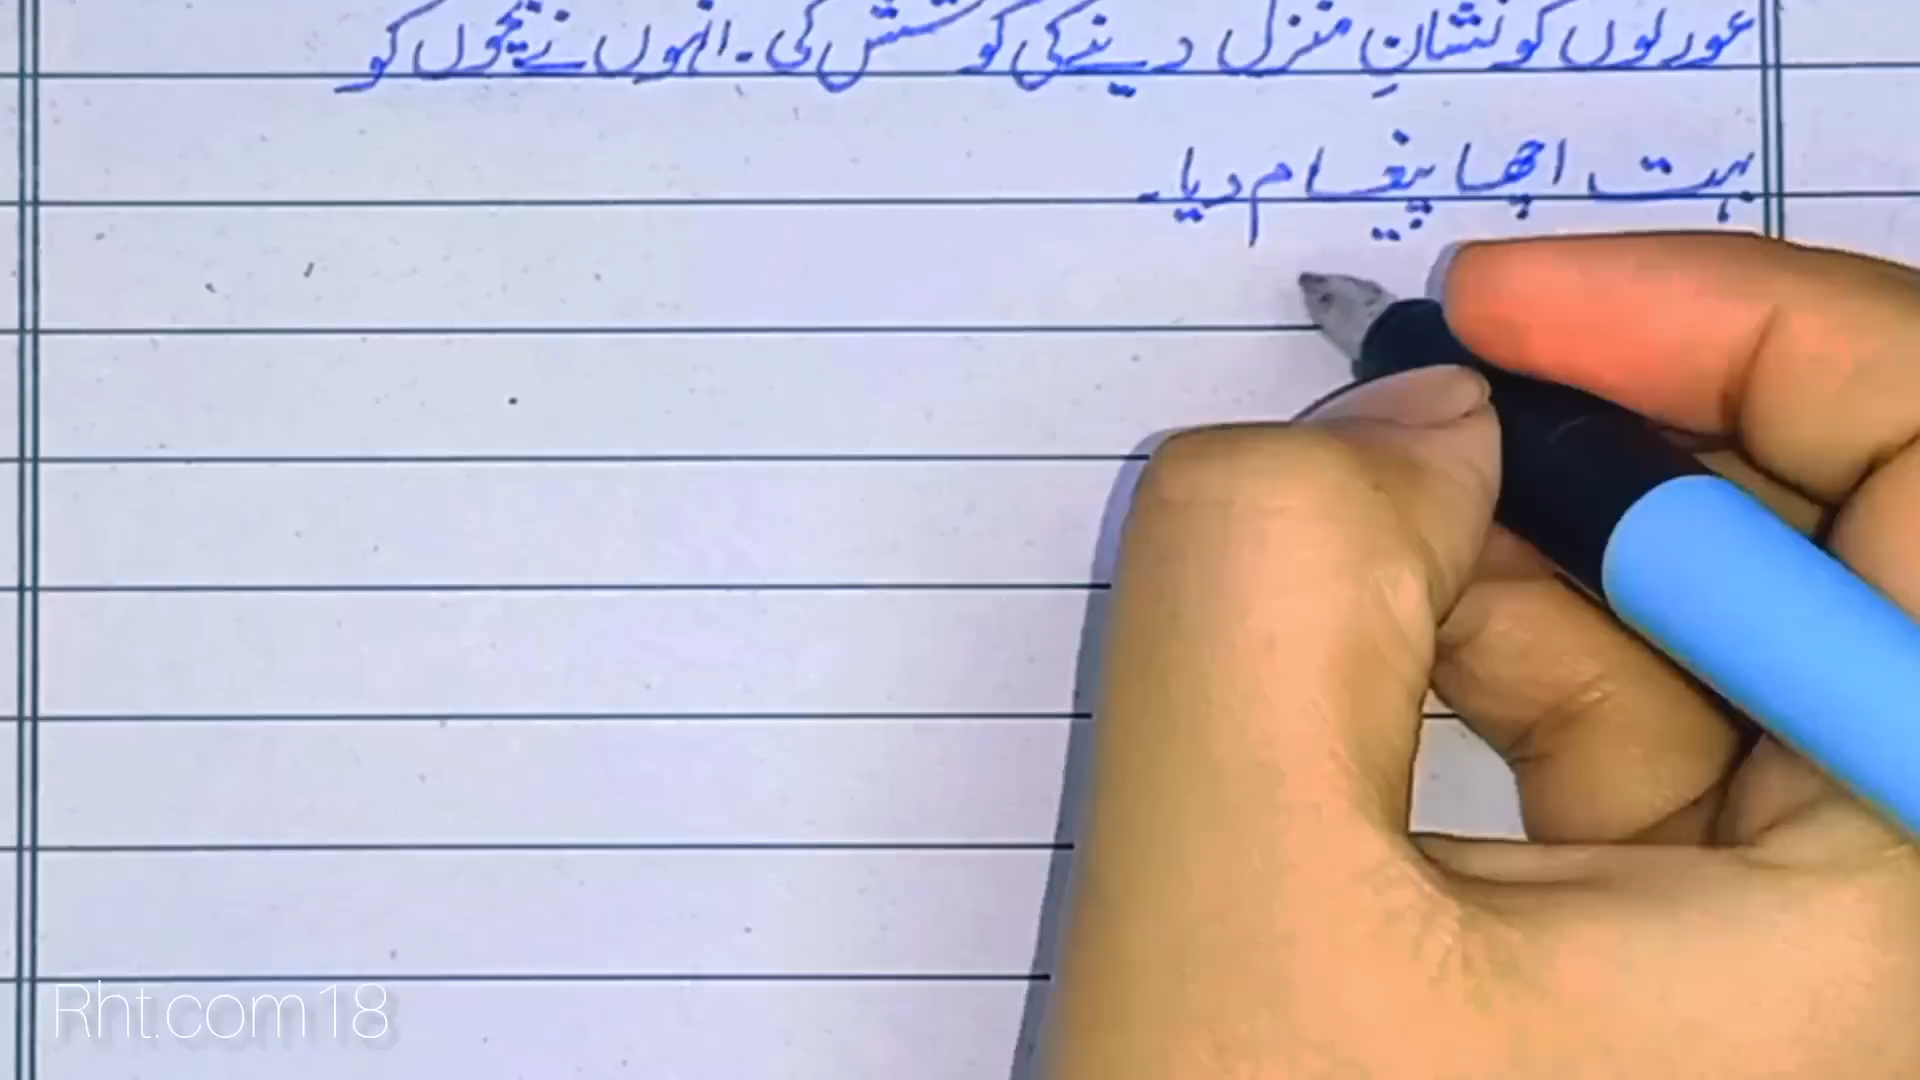 عورتوں کو نشانِ منزل دینے کی کوشش کی۔ انہوں نے بچوں کو
بہت اچھا پیغام دیا۔
Rht.com18